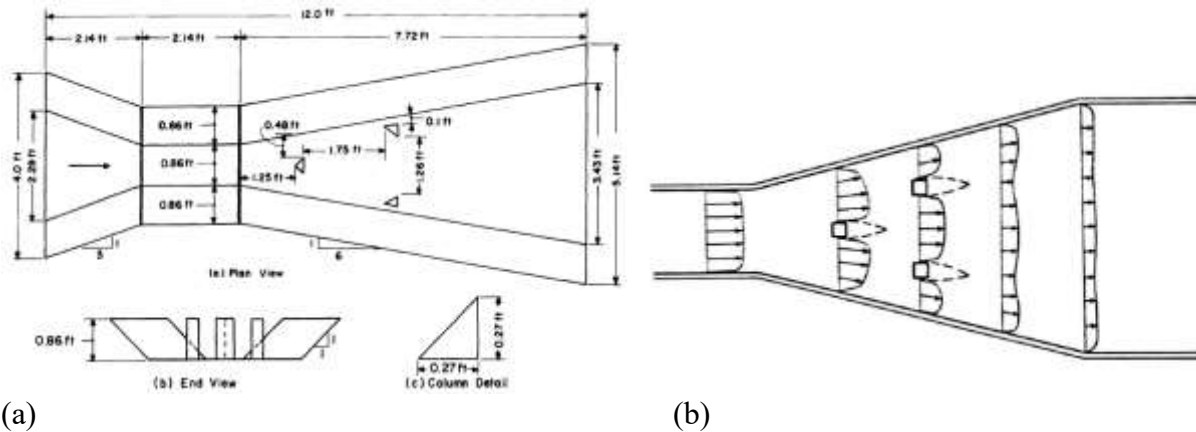 12.0 ft
2.14 ft 2.14 ft 7.72 ft
0.86 ft
0.48 ft
0.1 ft
4.0 ft
2.28 ft
0.86 ft
1.75 ft
1.26 ft
3.43 ft
5.14 ft
1.25 ft
0.86 ft
1
3
1
6
(a) Plan View
0.86 ft
1
1
0.27 ft
0.27 ft
(b) End View (c) Column Detail
(a) (b)